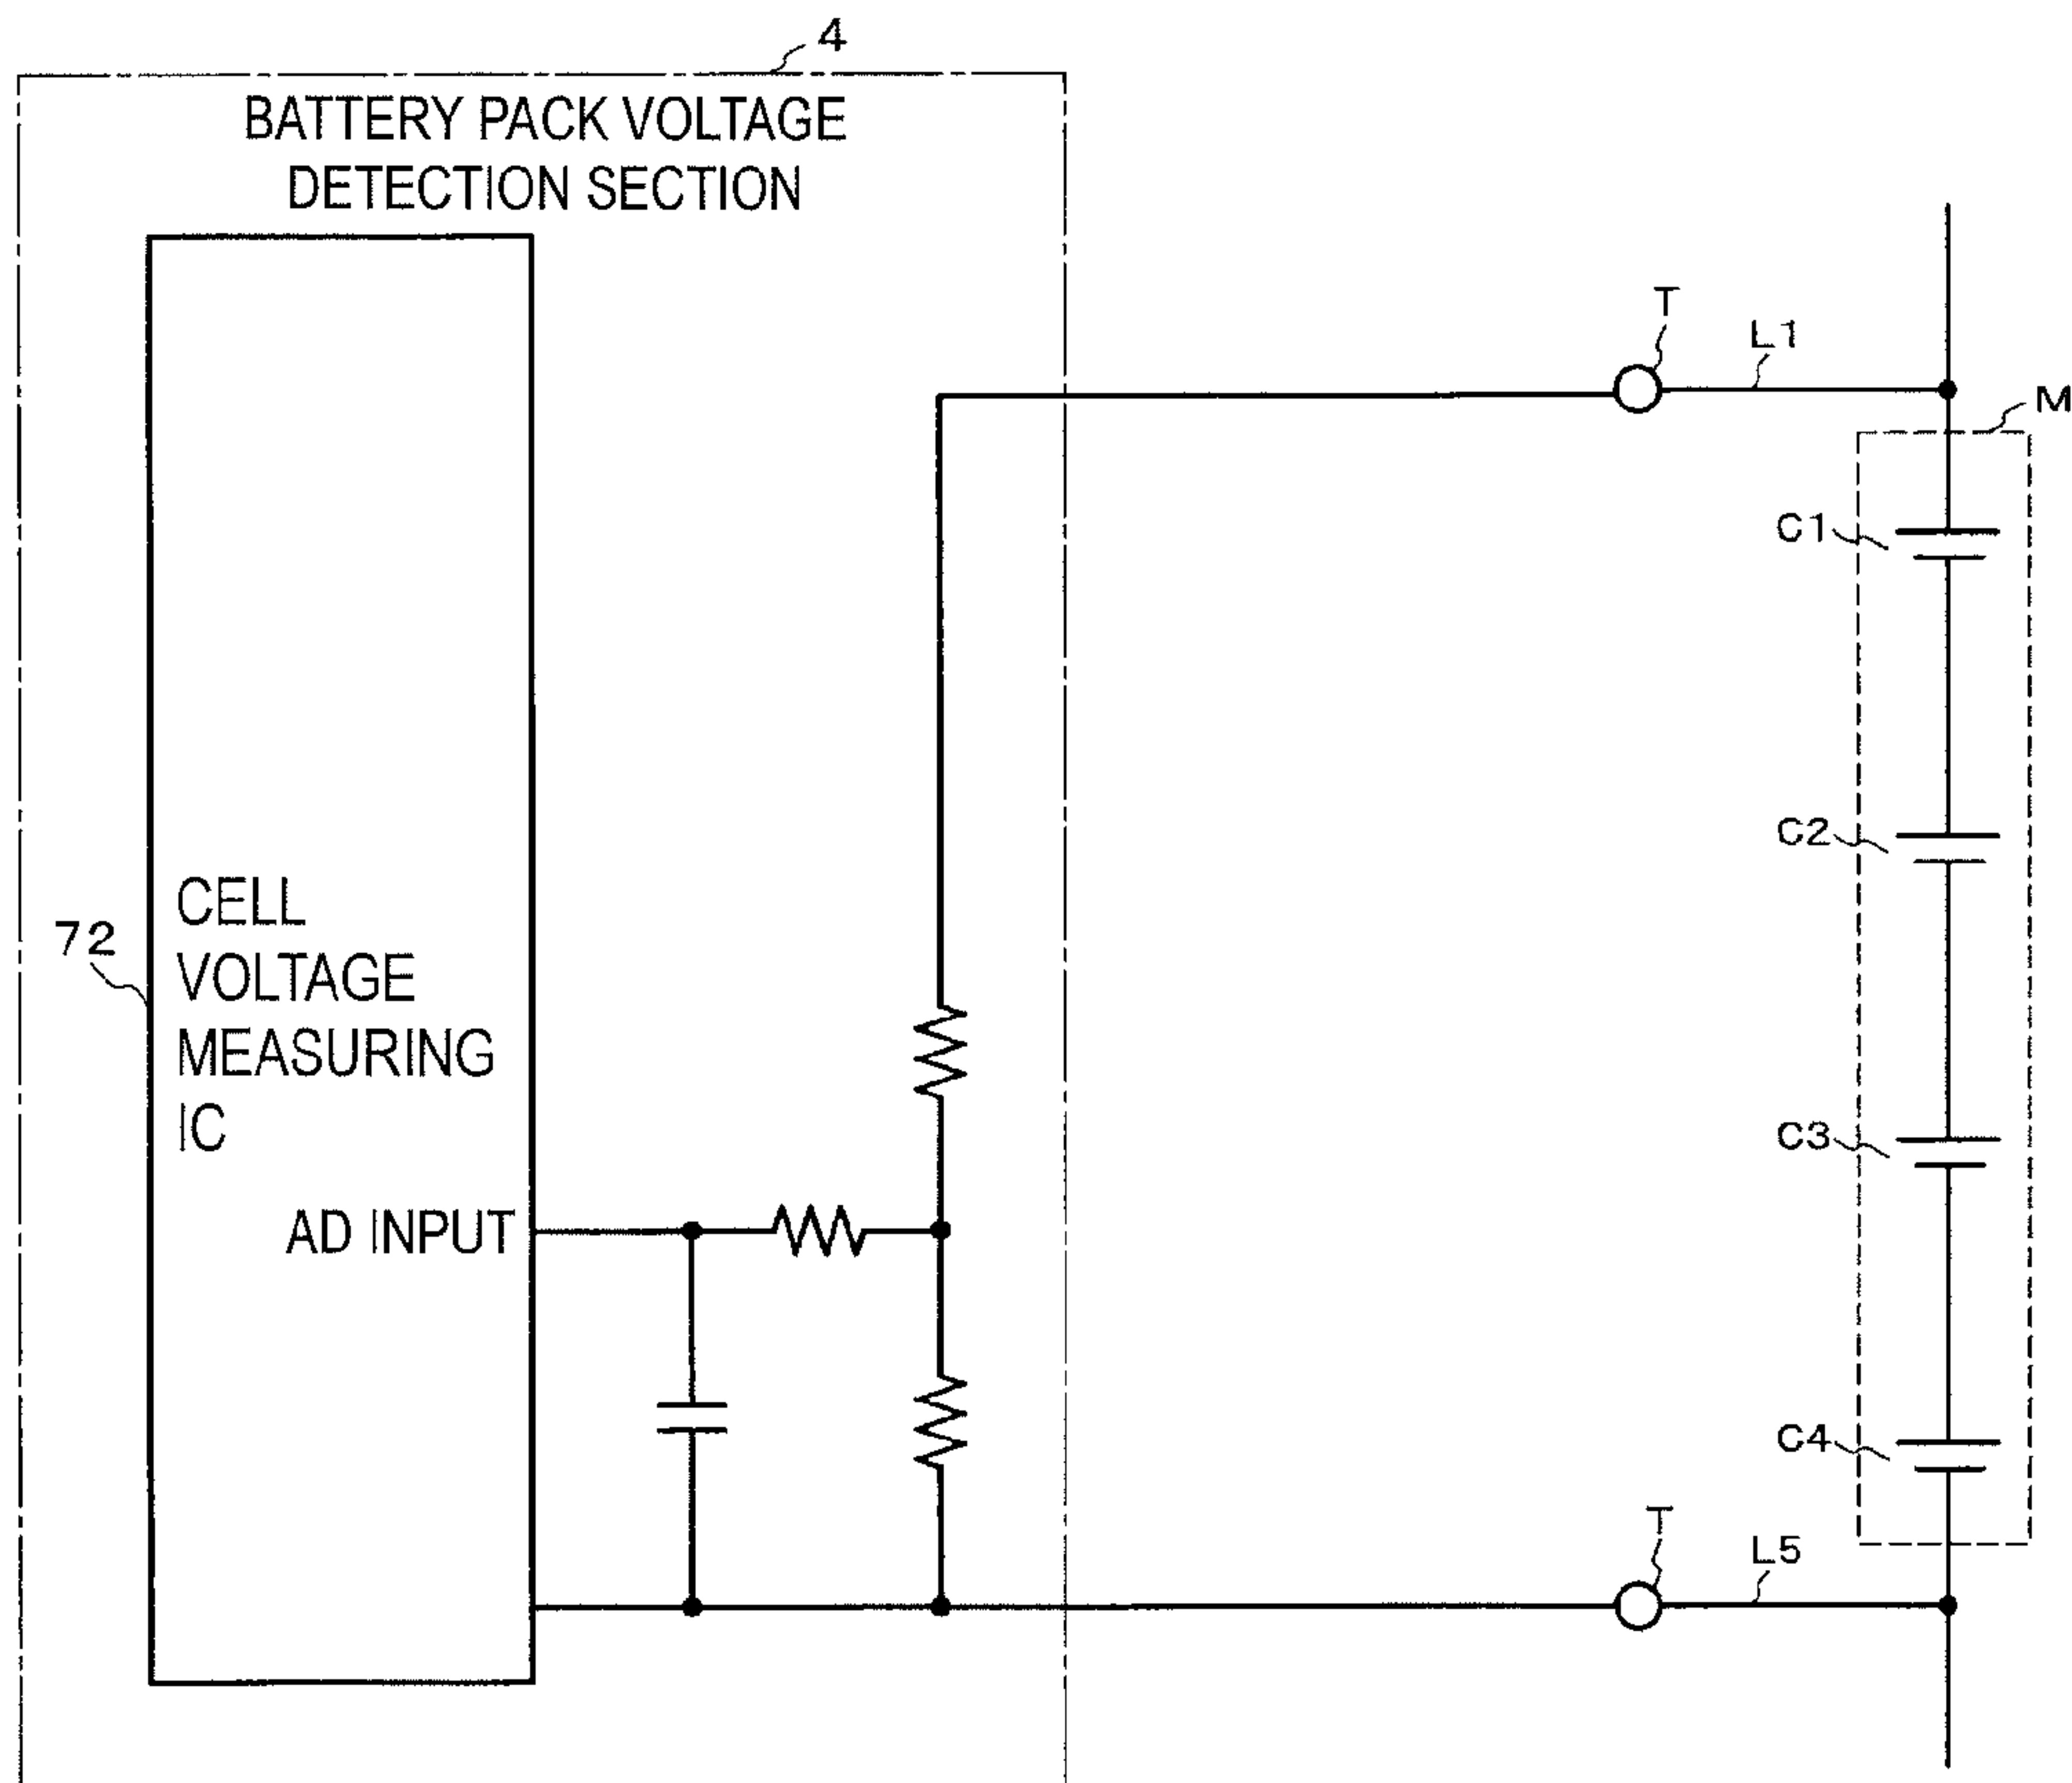 4
BATTERY PACK VOLTAGE
DETECTION SECTION
T
L1
M
C1
C2
72
CELL
VOLTAGE
MEASURING
IC
C3
AD INPUT
C4
T
L5